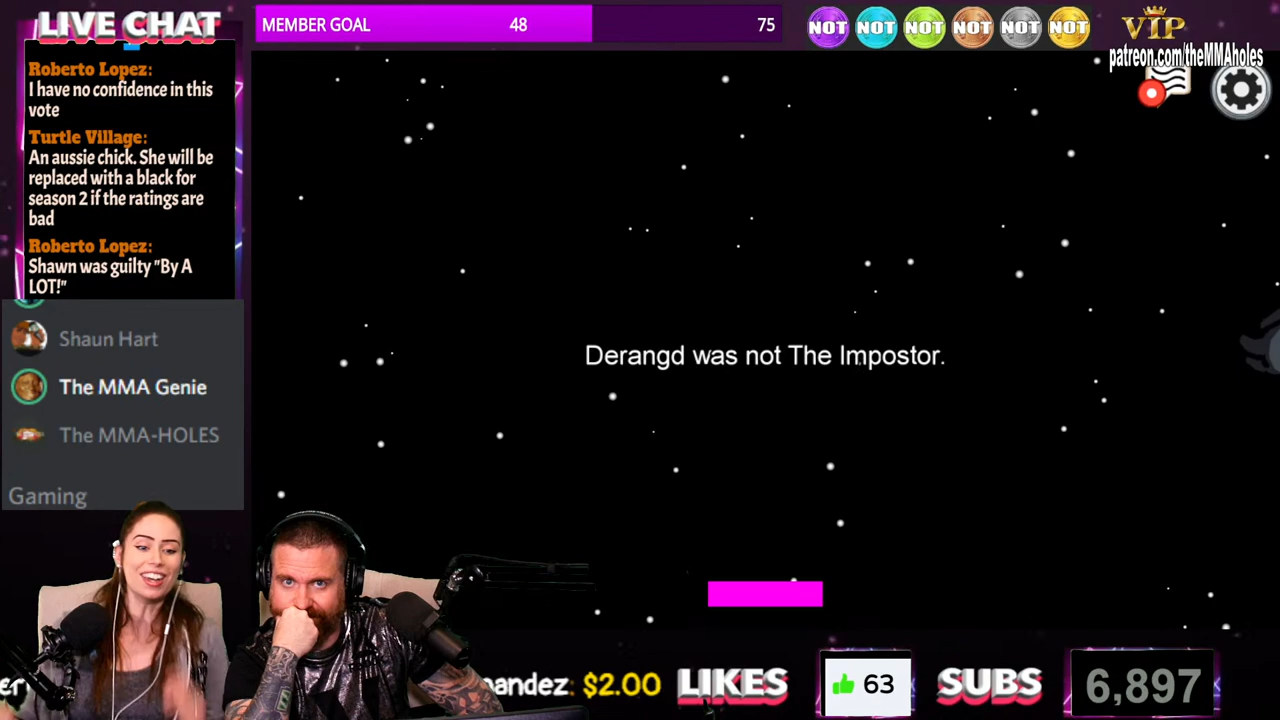 LIVE CHAT
Roberto Lopez:
I have no confidence in this
vote
Turtle Village:
An aussie chick. She will be
replaced with a black for
season 2 if the ratings are
bad
Roberto Lopez:
Shawn was guilty "By A
LOT!"
Shaun Hart
The MMA Genie
The MMA-HOLES
Gaming
MEMBER GOAL 48 75
NOT NOT NOT NOT NOT NOT
VIP
patreon.com/theMMAholes
Derangd was not The Impostor.
er
nandez: $2.00
LIKES
63
SUBS
6,897